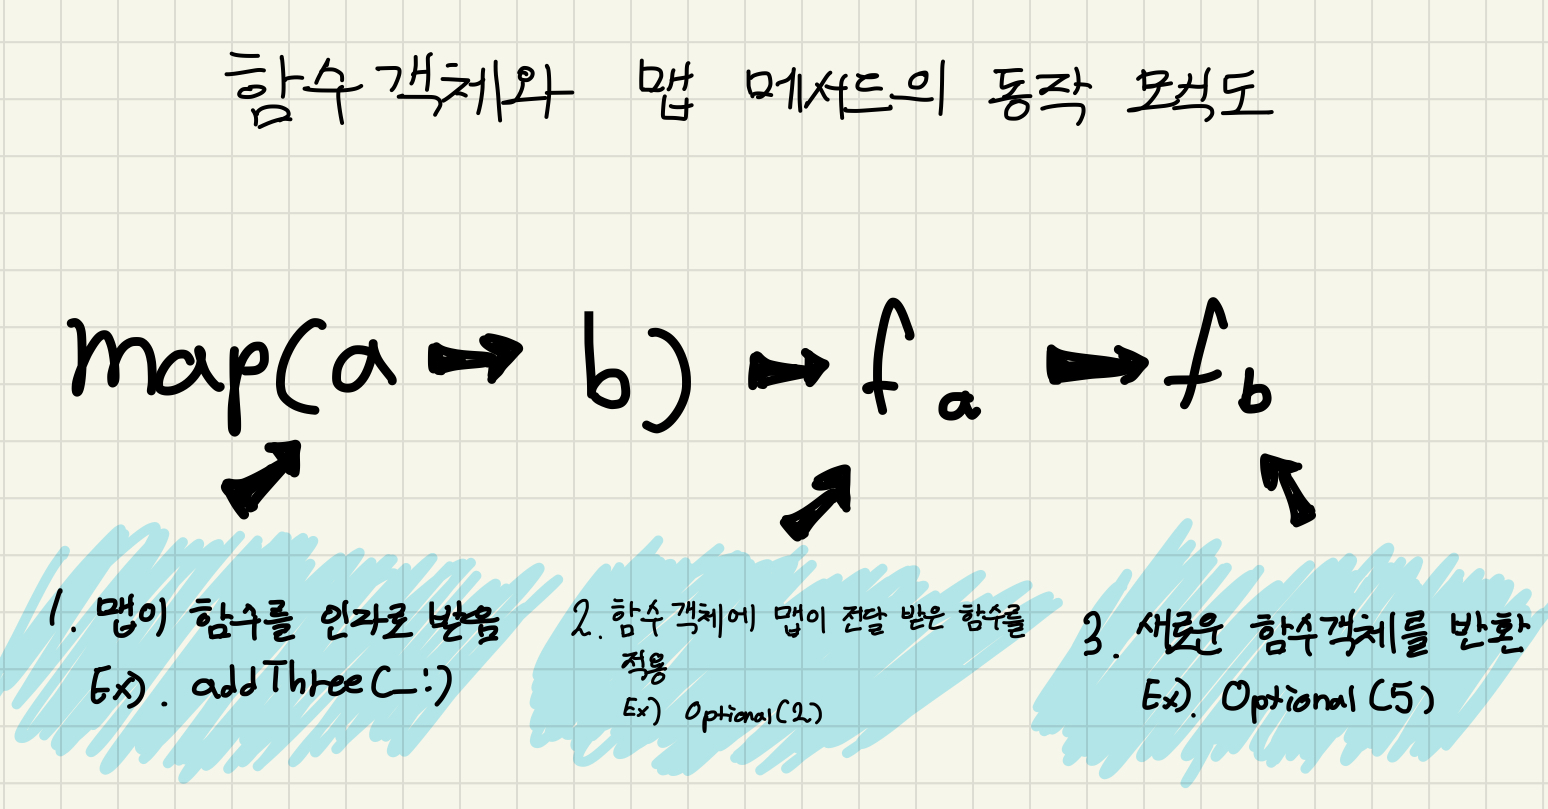 함수객체와 맵 메서드의 동작 모식도
map(a → b) → fa → fb
1. 맵이 함수를 인자로 받음
Ex). addThree(_:)
2. 함수 객체에 맵이 전달 받은 함수를
적용
Ex) Optional(2)
3. 새로운 함수객체를 반환
Ex). Optional(5)